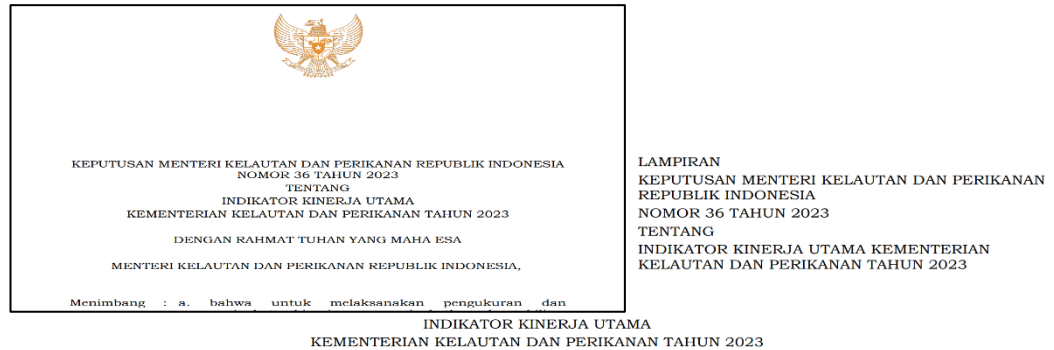 KEPUTUSAN MENTERI KELAUTAN DAN PERIKANAN REPUBLIK INDONESIA
NOMOR 36 TAHUN 2023
TENTANG
INDIKATOR KINERJA UTAMA
KEMENTERIAN KELAUTAN DAN PERIKANAN TAHUN 2023
DENGAN RAHMAT TUHAN YANG MAHA ESA
MENTERI KELAUTAN DAN PERIKANAN REPUBLIK INDONESIA,
Menimbang : a. bahwa untuk melaksanakan pengukuran dan
LAMPIRAN
KEPUTUSAN MENTERI KELAUTAN DAN PERIKANAN
REPUBLIK INDONESIA
NOMOR 36 TAHUN 2023
TENTANG
INDIKATOR KINERJA UTAMA KEMENTERIAN
KELAUTAN DAN PERIKANAN TAHUN 2023
INDIKATOR KINERJA UTAMA
KEMENTERIAN KELAUTAN DAN PERIKANAN TAHUN 2023